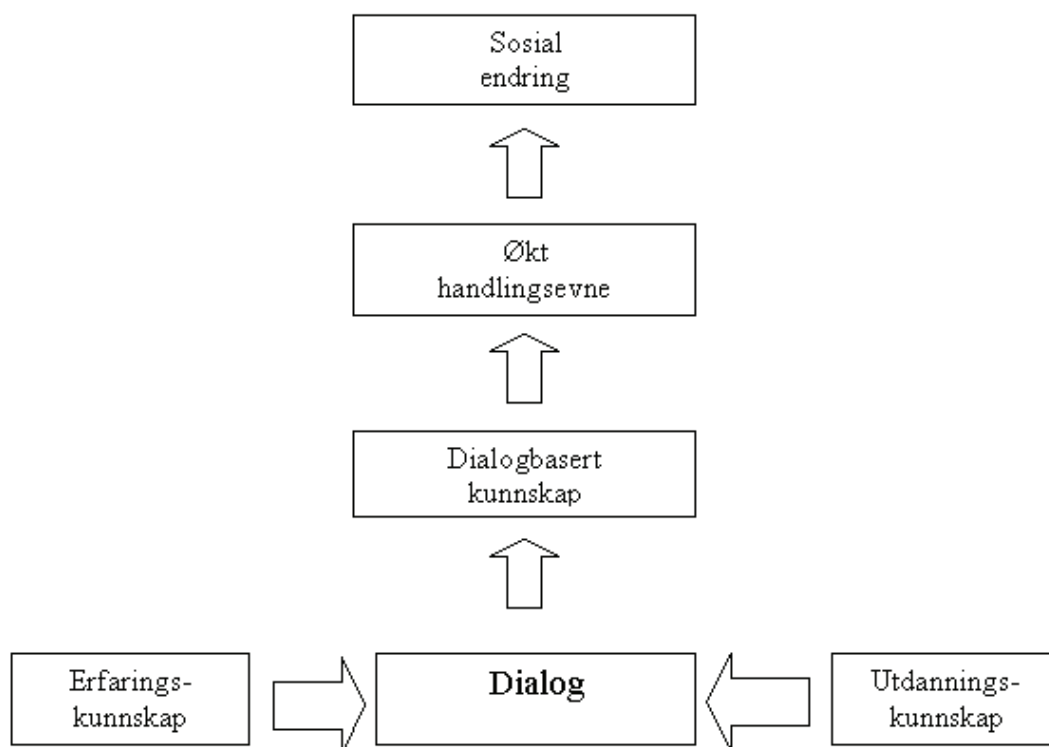 Sosial
endring
Økt
handlingsevne
Dialogbasert
kunnskap
Erfarings-
kunnskap
Dialog
Utdannings-
kunnskap